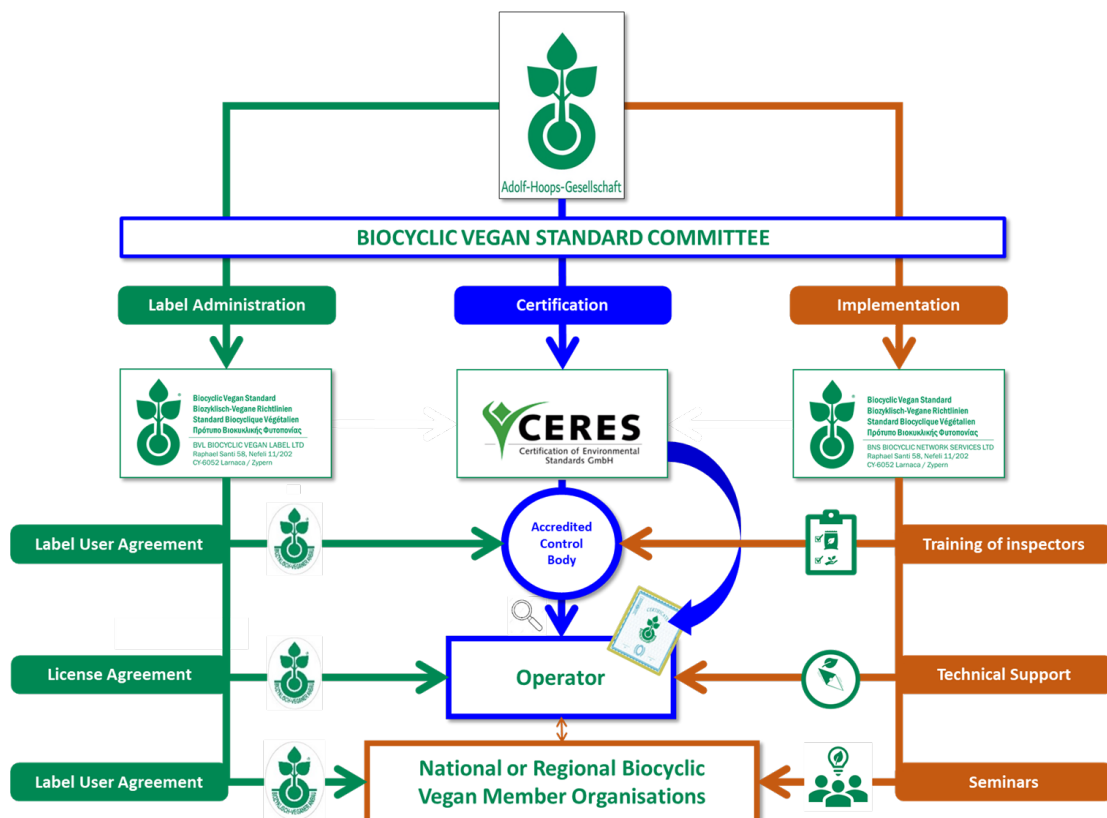 Adolf-Hoops-Gesellschaft
BIOCYCLIC VEGAN STANDARD COMMITTEE
Label Administration
Certification
Implementation
Biocyclic Vegan Standard
Biozyklisch-Vegane Richtlinien
Standard Biocyclique Végétalien
Πρότυπο Βιοκυκλικής Φυτοπονίας
BVL BIOCYCLIC VEGAN LABEL LTD
Raphael Santi 58, Nefeli 11/202
CY-6052 Larnaca / Zypern
CERES
Certification of Environmental
Standards GmbH
Biocyclic Vegan Standard
Biozyklisch-Vegane Richtlinien
Standard Biocyclique Végétalien
Πρότυπο Βιοκυκλικής Φυτοπονίας
BNS BIOCYCLIC NETWORK SERVICES LTD
Raphael Santi 58, Nefeli 11/202
CY-6052 Larnaca / Zypern
Label User Agreement
Accredited
Control
Body
Training of inspectors
License Agreement
Operator
Technical Support
Label User Agreement
National or Regional Biocyclic
Vegan Member Organisations
Seminars